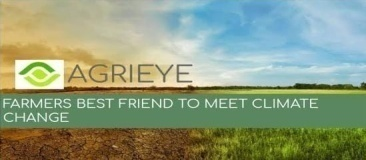 AGRIEYE
FARMERS BEST FRIEND TO MEET CLIMATE
CHANGE